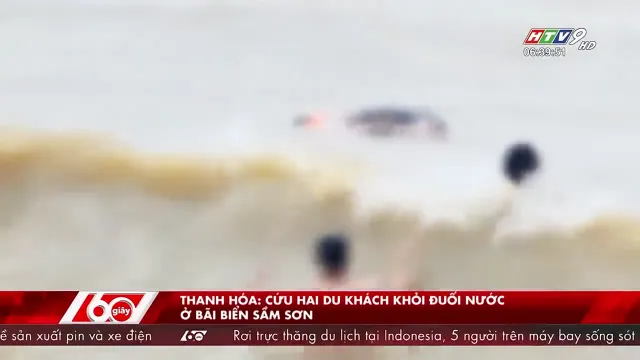 HTV9 HD
06:39:51
60 giây
THANH HÓA: CỨU HAI DU KHÁCH KHỎI ĐUỐI NƯỚC
Ở BÃI BIỂN SẦM SƠN
ề sản xuất pin và xe điện
Rơi trực thăng du lịch tại Indonesia, 5 người trên máy bay sống sót